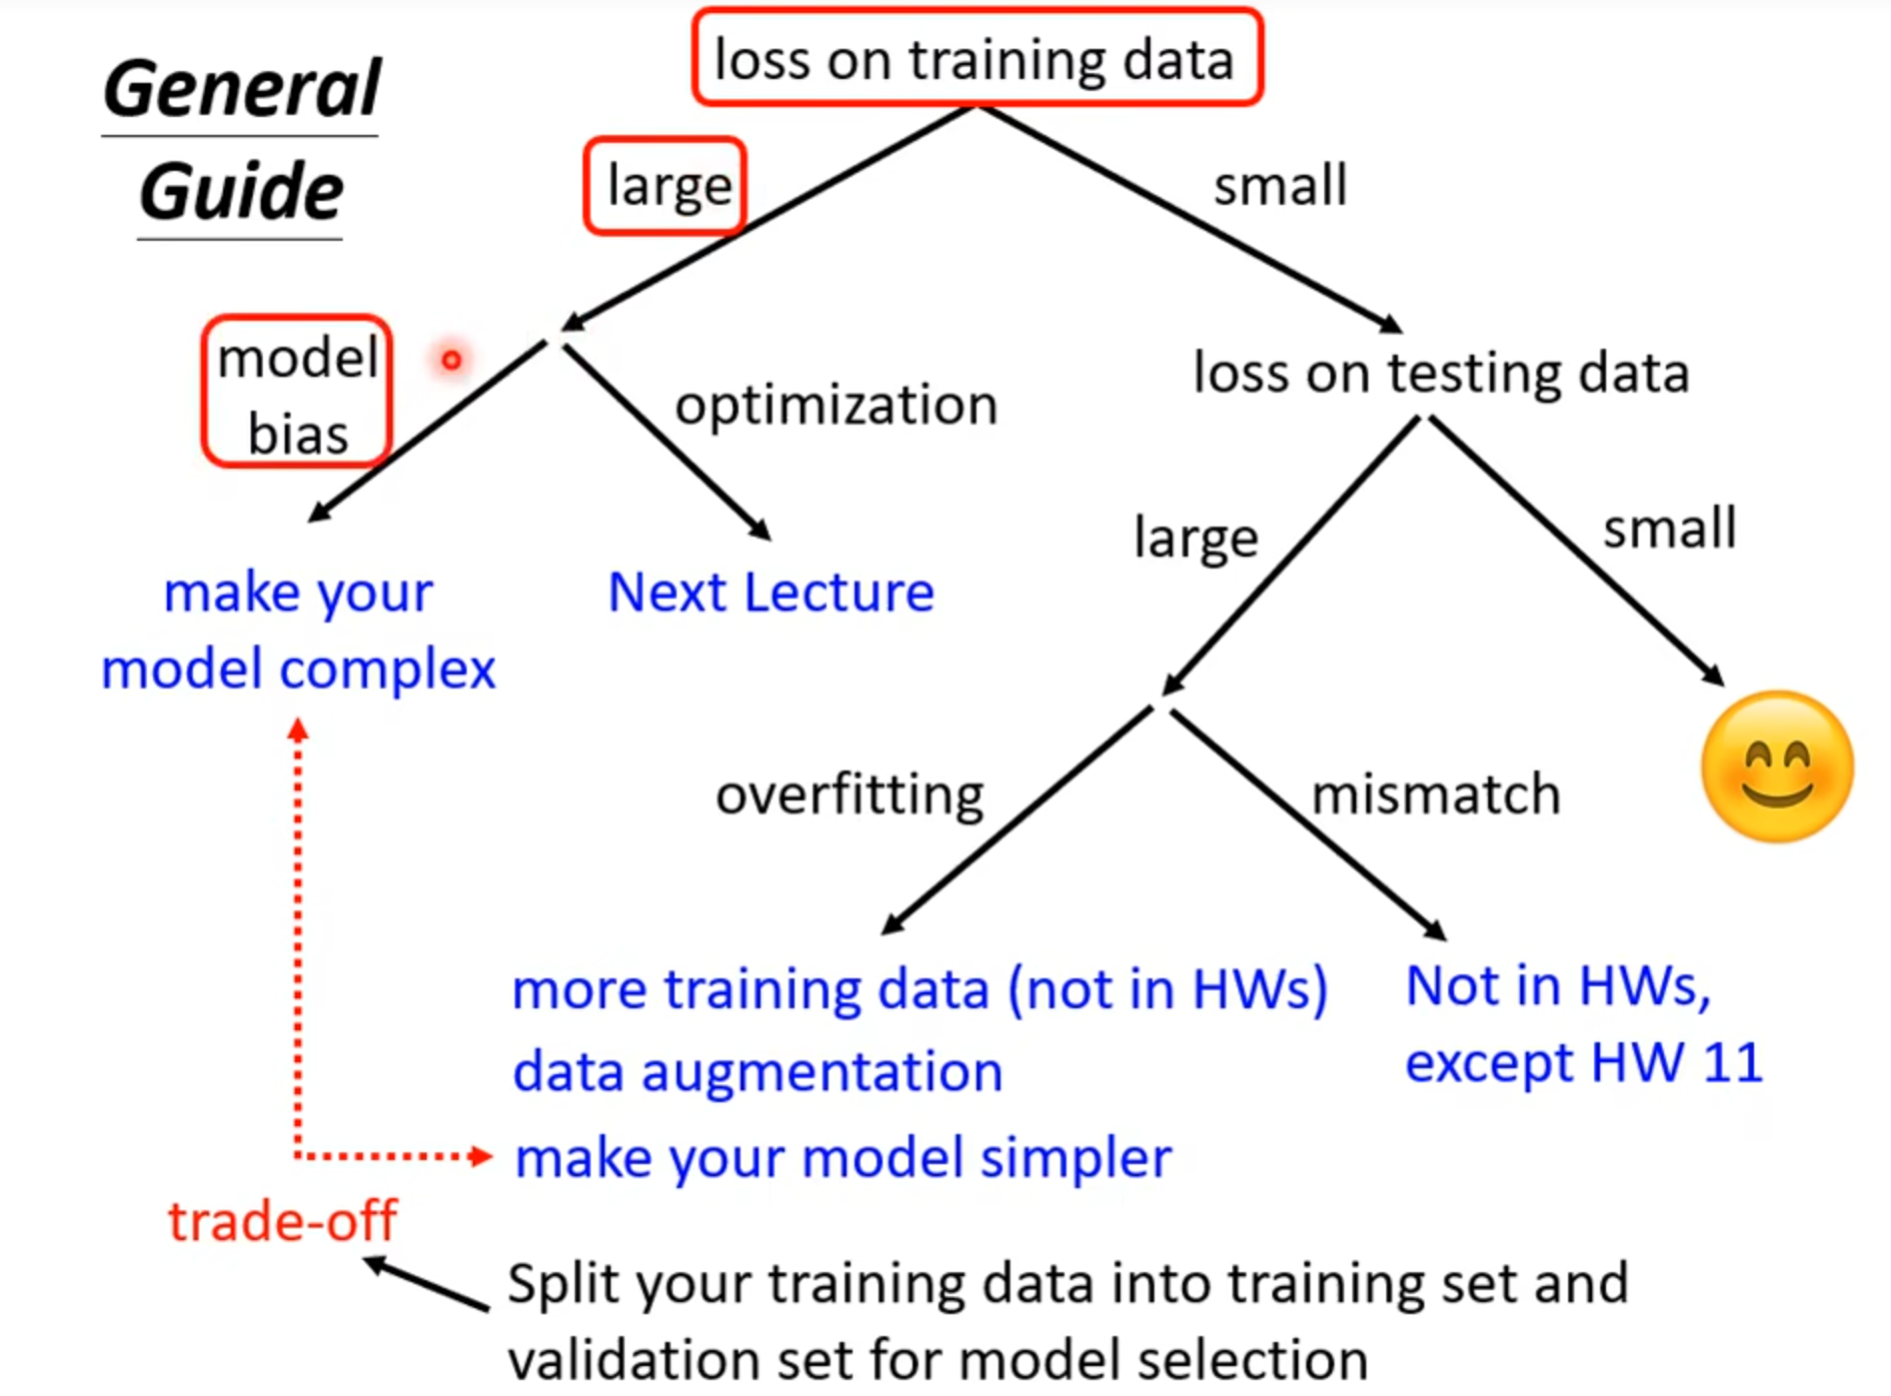 General
Guide
loss on training data
large
small
model
bias
optimization
loss on testing data
make your
model complex
Next Lecture
large
small
overfitting
mismatch
more training data (not in HWs)
data augmentation
make your model simpler
Not in HWs,
except HW 11
trade-off
Split your training data into training set and
validation set for model selection